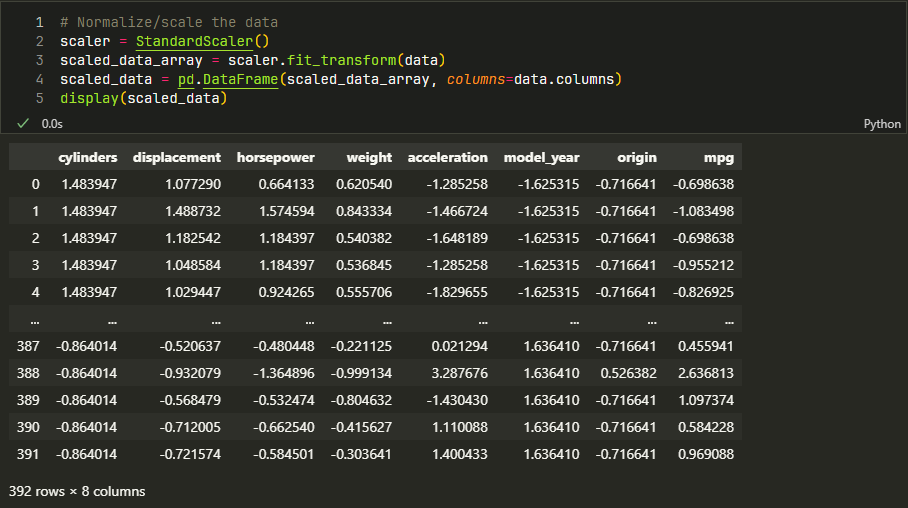 1 # Normalize/scale the data
2 scaler = StandardScaler()
3 scaled_data_array = scaler.fit_transform(data)
4 scaled_data = pd.DataFrame(scaled_data_array, columns=data.columns)
5 display(scaled_data)
✓ 0.0s Python
cylinders displacement horsepower weight acceleration model_year origin mpg
0 1.483947 1.077290 0.664133 0.620540 -1.285258 -1.625315 -0.716641 -0.698638
1 1.483947 1.488732 1.574594 0.843334 -1.466724 -1.625315 -0.716641 -1.083498
2 1.483947 1.182542 1.184397 0.540382 -1.648189 -1.625315 -0.716641 -0.698638
3 1.483947 1.048584 1.184397 0.536845 -1.285258 -1.625315 -0.716641 -0.955212
4 1.483947 1.029447 0.924265 0.555706 -1.829655 -1.625315 -0.716641 -0.826925
... ... ... ... ... ... ... ... ...
387 -0.864014 -0.520637 -0.480448 -0.221125 0.021294 1.636410 -0.716641 0.455941
388 -0.864014 -0.932079 -1.364896 -0.999134 3.287676 1.636410 0.526382 2.636813
389 -0.864014 -0.568479 -0.532474 -0.804632 -1.430430 1.636410 -0.716641 1.097374
390 -0.864014 -0.712005 -0.662540 -0.415627 1.110088 1.636410 -0.716641 0.584228
391 -0.864014 -0.721574 -0.584501 -0.303641 1.400433 1.636410 -0.716641 0.969088
392 rows × 8 columns